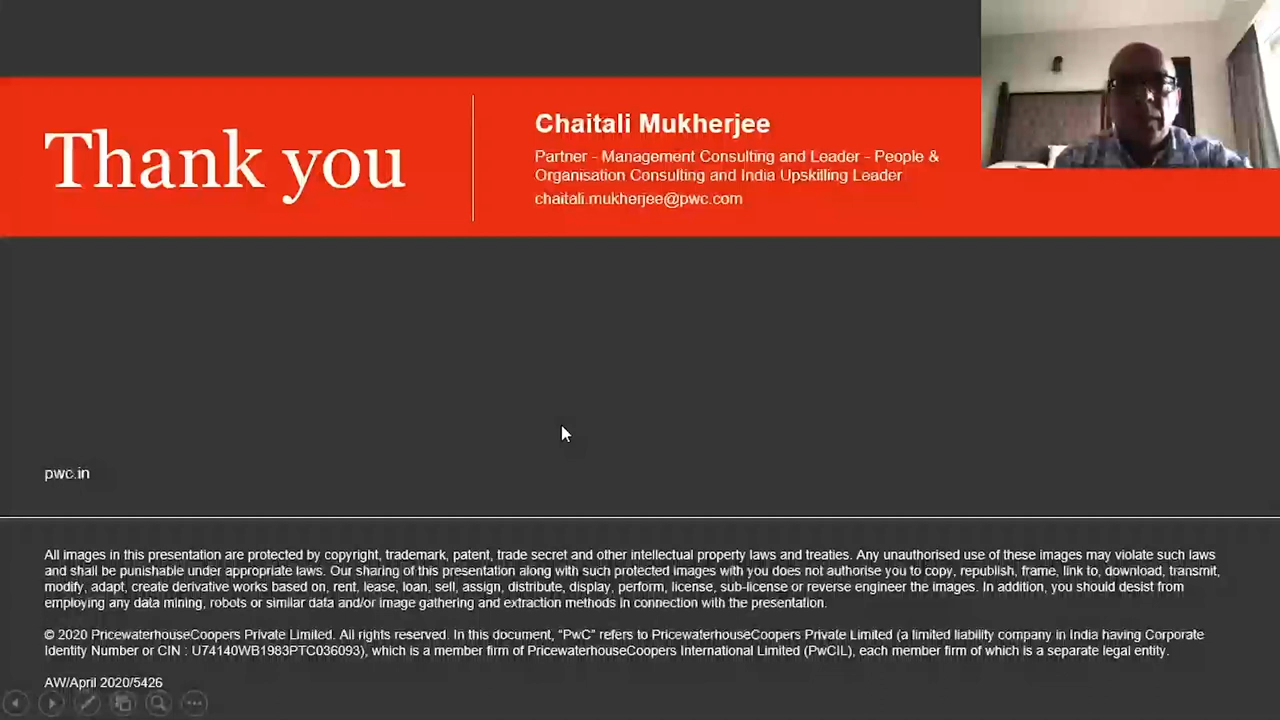 Thank you
Chaitali Mukherjee
Partner - Management Consulting and Leader - People &
Organisation Consulting and India Upskilling Leader
chaitali.mukherjee@pwc.com
pwc.in
All images in this presentation are protected by copyright, trademark, patent, trade secret and other intellectual property laws and treaties. Any unauthorised use of these images may violate such laws
and shall be punishable under appropriate laws. Our sharing of this presentation along with such protected images with you does not authorise you to copy, republish, frame, link to, download, transmit,
modify, adapt, create derivative works based on, rent, lease, loan, sell, assign, distribute, display, perform, license, sub-license or reverse engineer the images. In addition, you should desist from
employing any data mining, robots or similar data and/or image gathering and extraction methods in connection with the presentation.
© 2020 PricewaterhouseCoopers Private Limited. All rights reserved. In this document, “PwC” refers to PricewaterhouseCoopers Private Limited (a limited liability company in India having Corporate
Identity Number or CIN : U74140WB1983PTC036093), which is a member firm of PricewaterhouseCoopers International Limited (PwCIL), each member firm of which is a separate legal entity.
AW/April 2020/5426